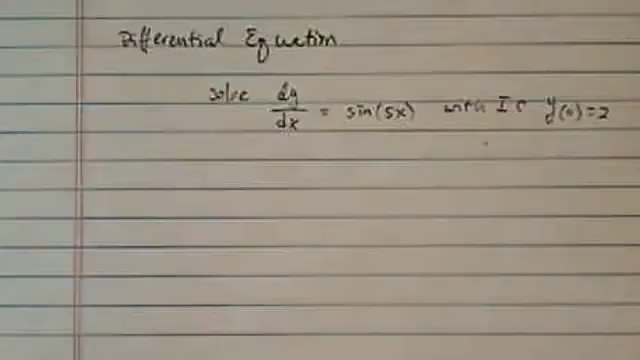 Differential Equation
solve dy/dx = sin(5x) with IC y(0)=2